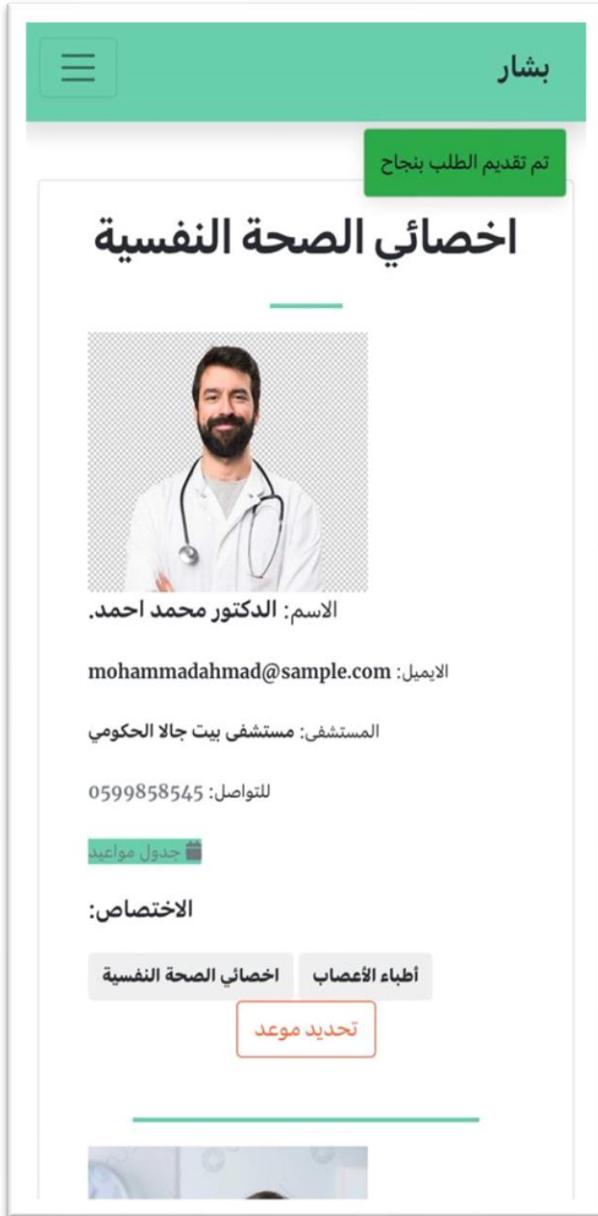 بشار
تم تقديم الطلب بنجاح
اخصائي الصحة النفسية
الاسم: الدكتور محمد احمد.
الايميل: mohammadahmad@sample.com
المستشفى: مستشفى بيت جالا الحكومي
للتواصل: 0599858545
جدول مواعيد
الاختصاص:
أطباء الأعصاب اخصائي الصحة النفسية
تحديد موعد